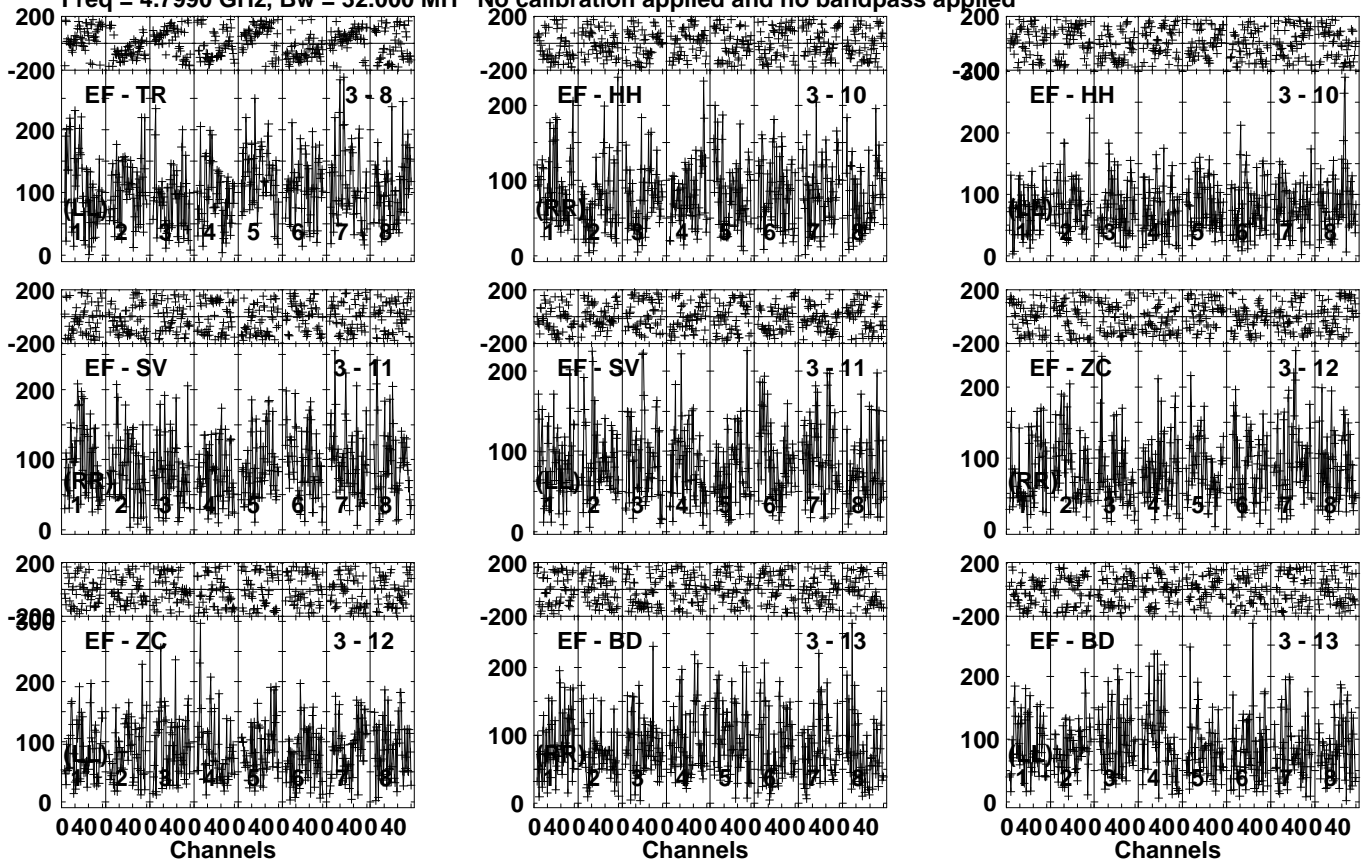 Freq = 4.7990 GHz, Bw = 32.000 MH No calibration applied and no bandpass applied
200 200 200
-200 -200
EF - TR 3 - 8 EF - HH 3 - 10 EF - HH 3 - 10
200 200 200
100 100 100
(RR)
1 2 3 4 5 6 7 8 1 2 3 4 5 6 7 8 1 2 3 4 5 6 7 8
0 0 0
200 200 200
-200 -200 -200
EF - SV 3 - 11 EF - SV 3 - 11 EF - ZC 3 - 12
200 200 200
100 100 100
(RR) (LL) (RR)
1 2 3 4 5 6 7 8 1 2 3 4 5 6 7 8 1 2 3 4 5 6 7 8
0 0 0
200 200 200
-200 -200
EF - ZC 3 - 12 EF - BD 3 - 13 EF - BD 3 - 13
200 200 200
100 100 100
(LL) (RR) (LL)
1 2 3 4 5 6 7 8 1 2 3 4 5 6 7 8 1 2 3 4 5 6 7 8
0 0 0
0 40 0 40 0 40 0 40 0 40 0 40 0 40 0 40 0 40 0 40 0 40 0 40 0 40 0 40 0 40 0 40 0 40 0 40 0 40 0 40 0 40 0 40 0 40 0 40
Channels Channels Channels